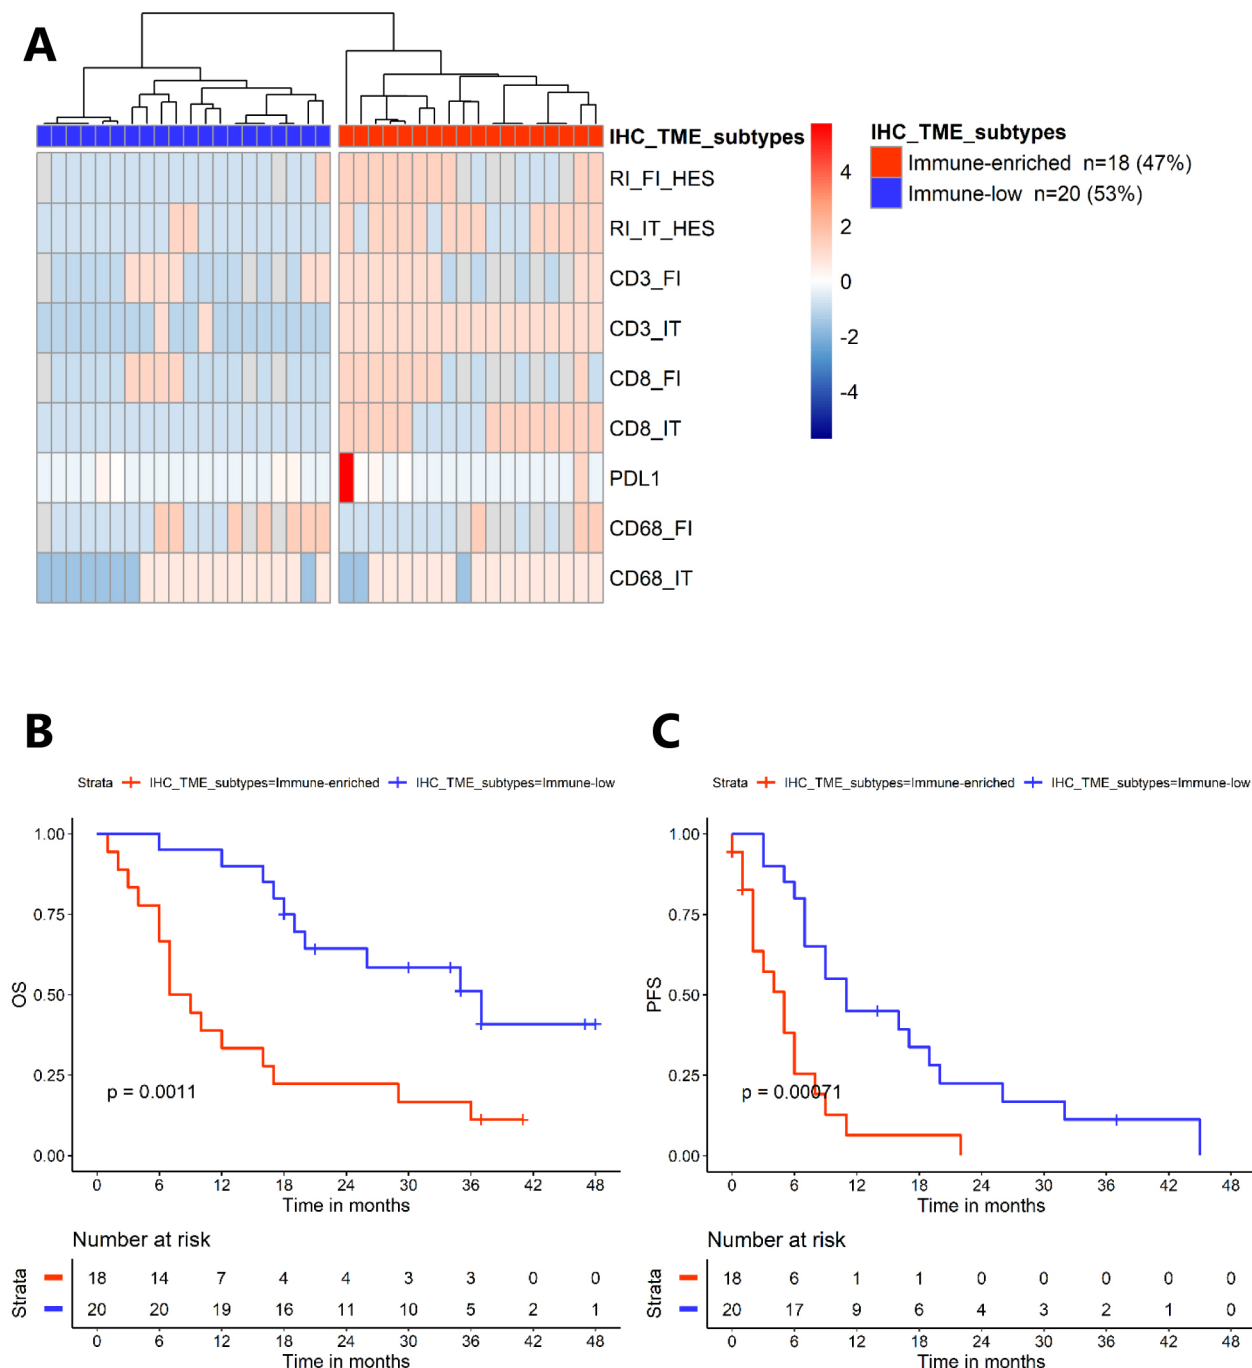 A
IHC_TME_subtypes
RI_FI_HES
RI_IT_HES
CD3_FI
CD3_IT
CD8_FI
CD8_IT
PDL1
CD68_FI
CD68_IT
4
2
0
-2
-4
IHC_TME_subtypes
Immune-enriched n=18 (47%)
Immune-low n=20 (53%)
B
Strata IHC_TME_subtypes=Immune-enriched IHC_TME_subtypes=Immune-low
OS
1.00
0.75
0.50
0.25
0.00
p = 0.0011
0 6 12 18 24 30 36 42 48
Time in months
Number at risk
Strata
18 14 7 4 4 3 3 0 0
20 20 19 16 11 10 5 2 1
0 6 12 18 24 30 36 42 48
Time in months
C
Strata IHC_TME_subtypes=Immune-enriched IHC_TME_subtypes=Immune-low
PFS
1.00
0.75
0.50
0.25
0.00
p = 0.00071
0 6 12 18 24 30 36 42 48
Time in months
Number at risk
Strata
18 6 1 1 0 0 0 0 0
20 17 9 6 4 3 2 1 0
0 6 12 18 24 30 36 42 48
Time in months